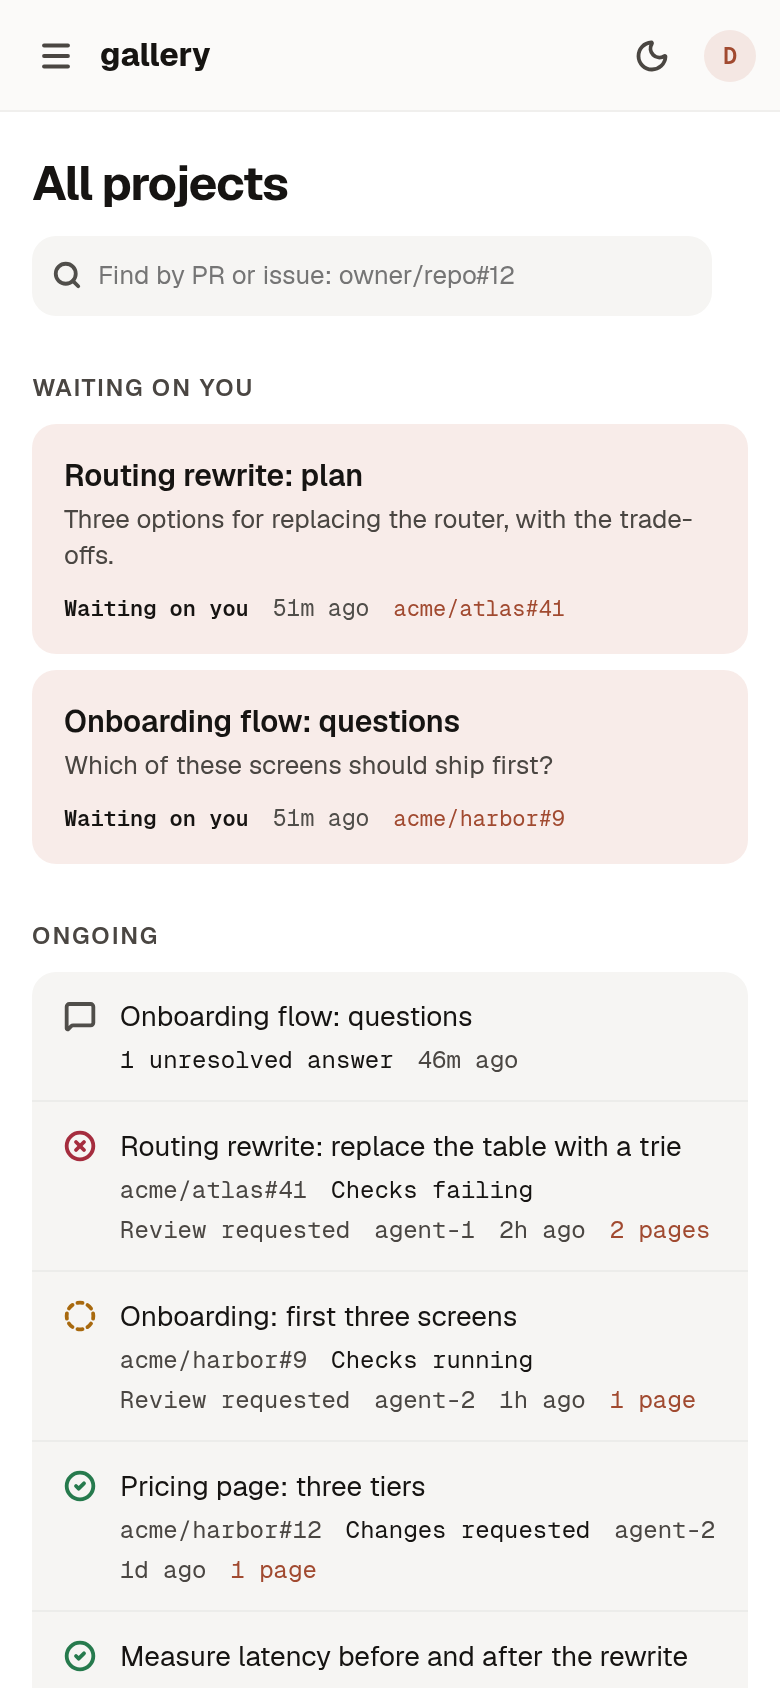 gallery
D
All projects
Find by PR or issue: owner/repo#12
WAITING ON YOU
Routing rewrite: plan
Three options for replacing the router, with the trade-
offs.
Waiting on you 51m ago acme/atlas#41
Onboarding flow: questions
Which of these screens should ship first?
Waiting on you 51m ago acme/harbor#9
ONGOING
Onboarding flow: questions
1 unresolved answer 46m ago
Routing rewrite: replace the table with a trie
acme/atlas#41 Checks failing
Review requested agent-1 2h ago 2 pages
Onboarding: first three screens
acme/harbor#9 Checks running
Review requested agent-2 1h ago 1 page
Pricing page: three tiers
acme/harbor#12 Changes requested agent-2
1d ago 1 page
Measure latency before and after the rewrite